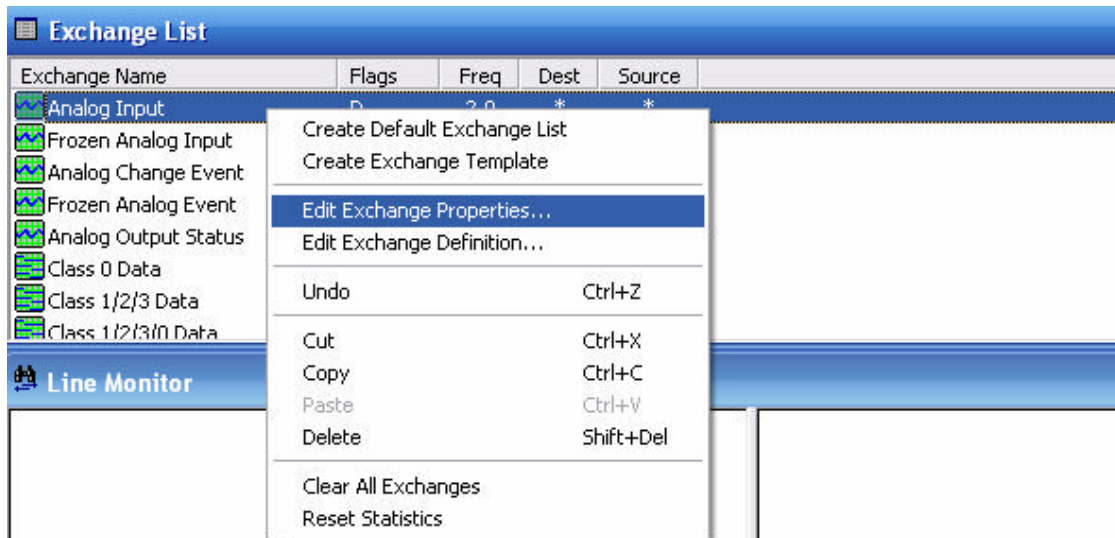 Exchange List
Exchange Name Flags Freq Dest Source
Analog Input * *
Frozen Analog Input
Analog Change Event
Frozen Analog Event
Analog Output Status
Class 0 Data
Class 1/2/3 Data
Class 1/2/3/0 Data
Create Default Exchange List
Create Exchange Template
Edit Exchange Properties...
Edit Exchange Definition...
Undo Ctrl+Z
Cut Ctrl+X
Copy Ctrl+C
Paste Ctrl+V
Delete Shift+Del
Clear All Exchanges
Reset Statistics
Line Monitor